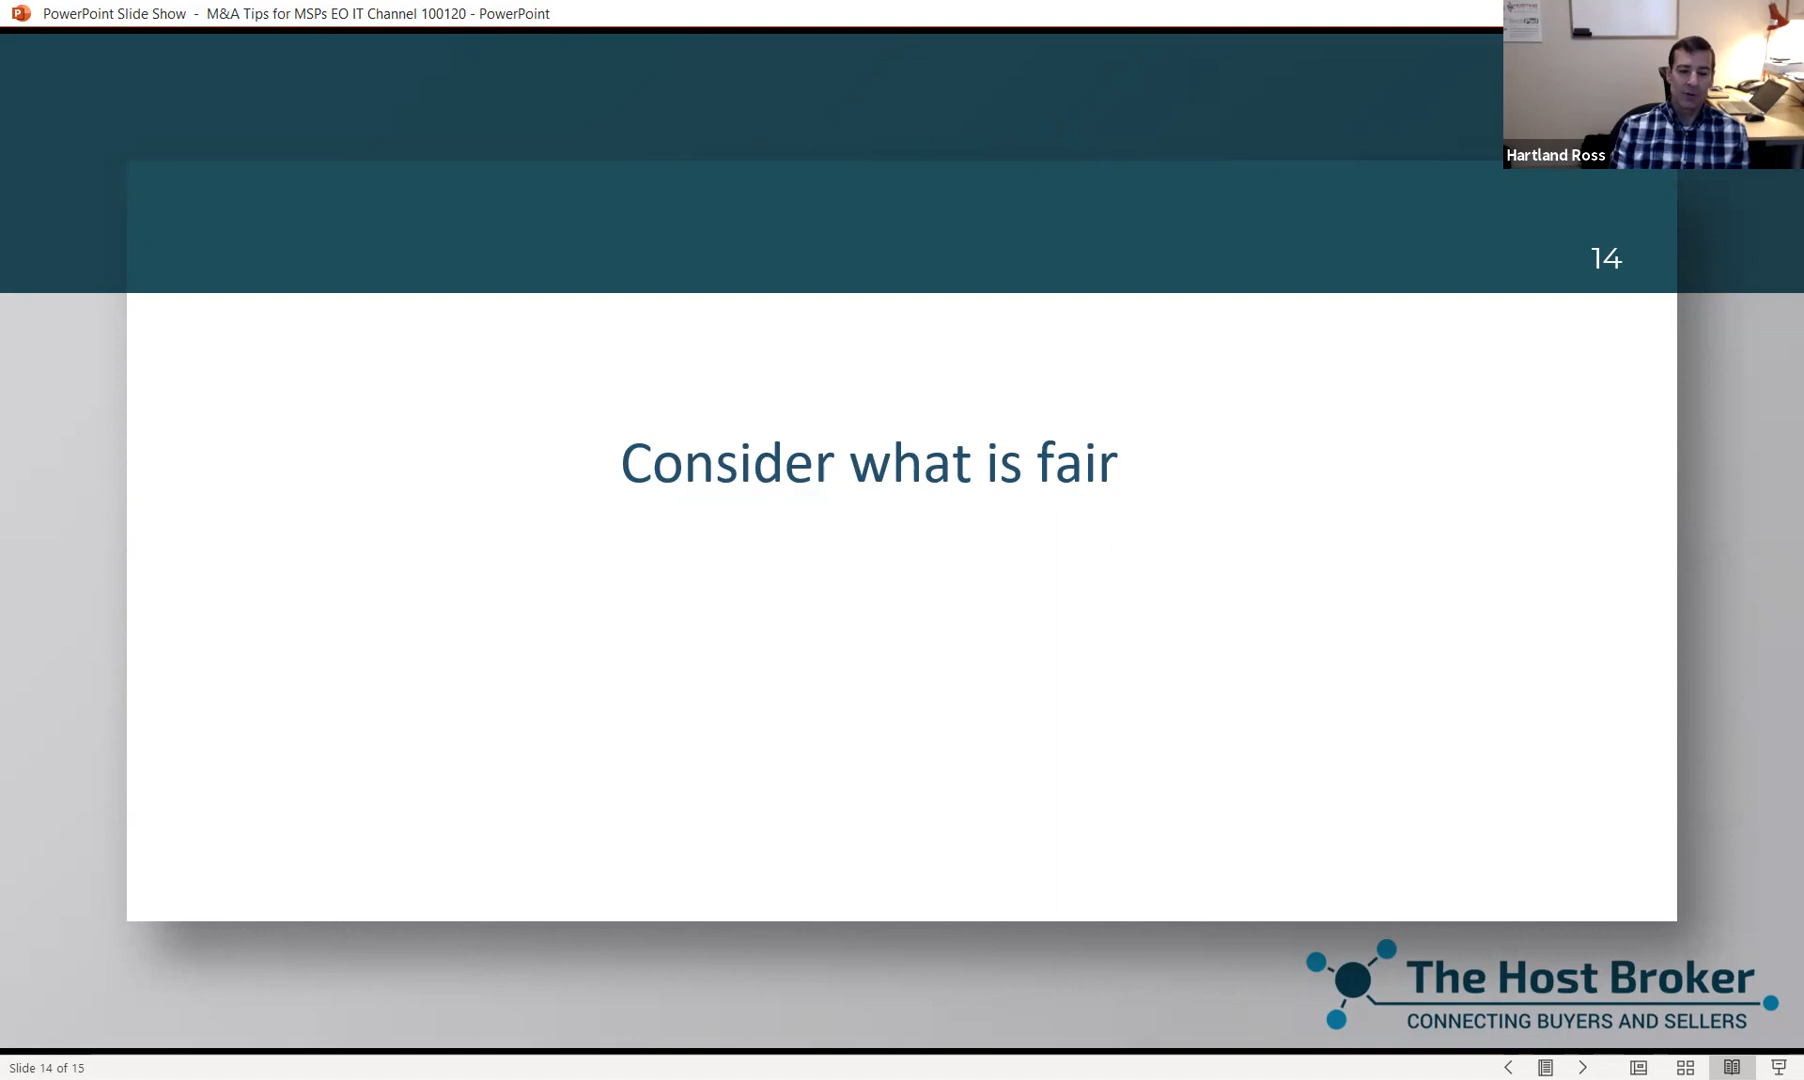 PowerPoint Slide Show - M&A Tips for MSPs EO IT Channel 100120 - PowerPoint
Hartland Ross
14
Consider what is fair
The Host Broker
CONNECTING BUYERS AND SELLERS
Slide 14 of 15